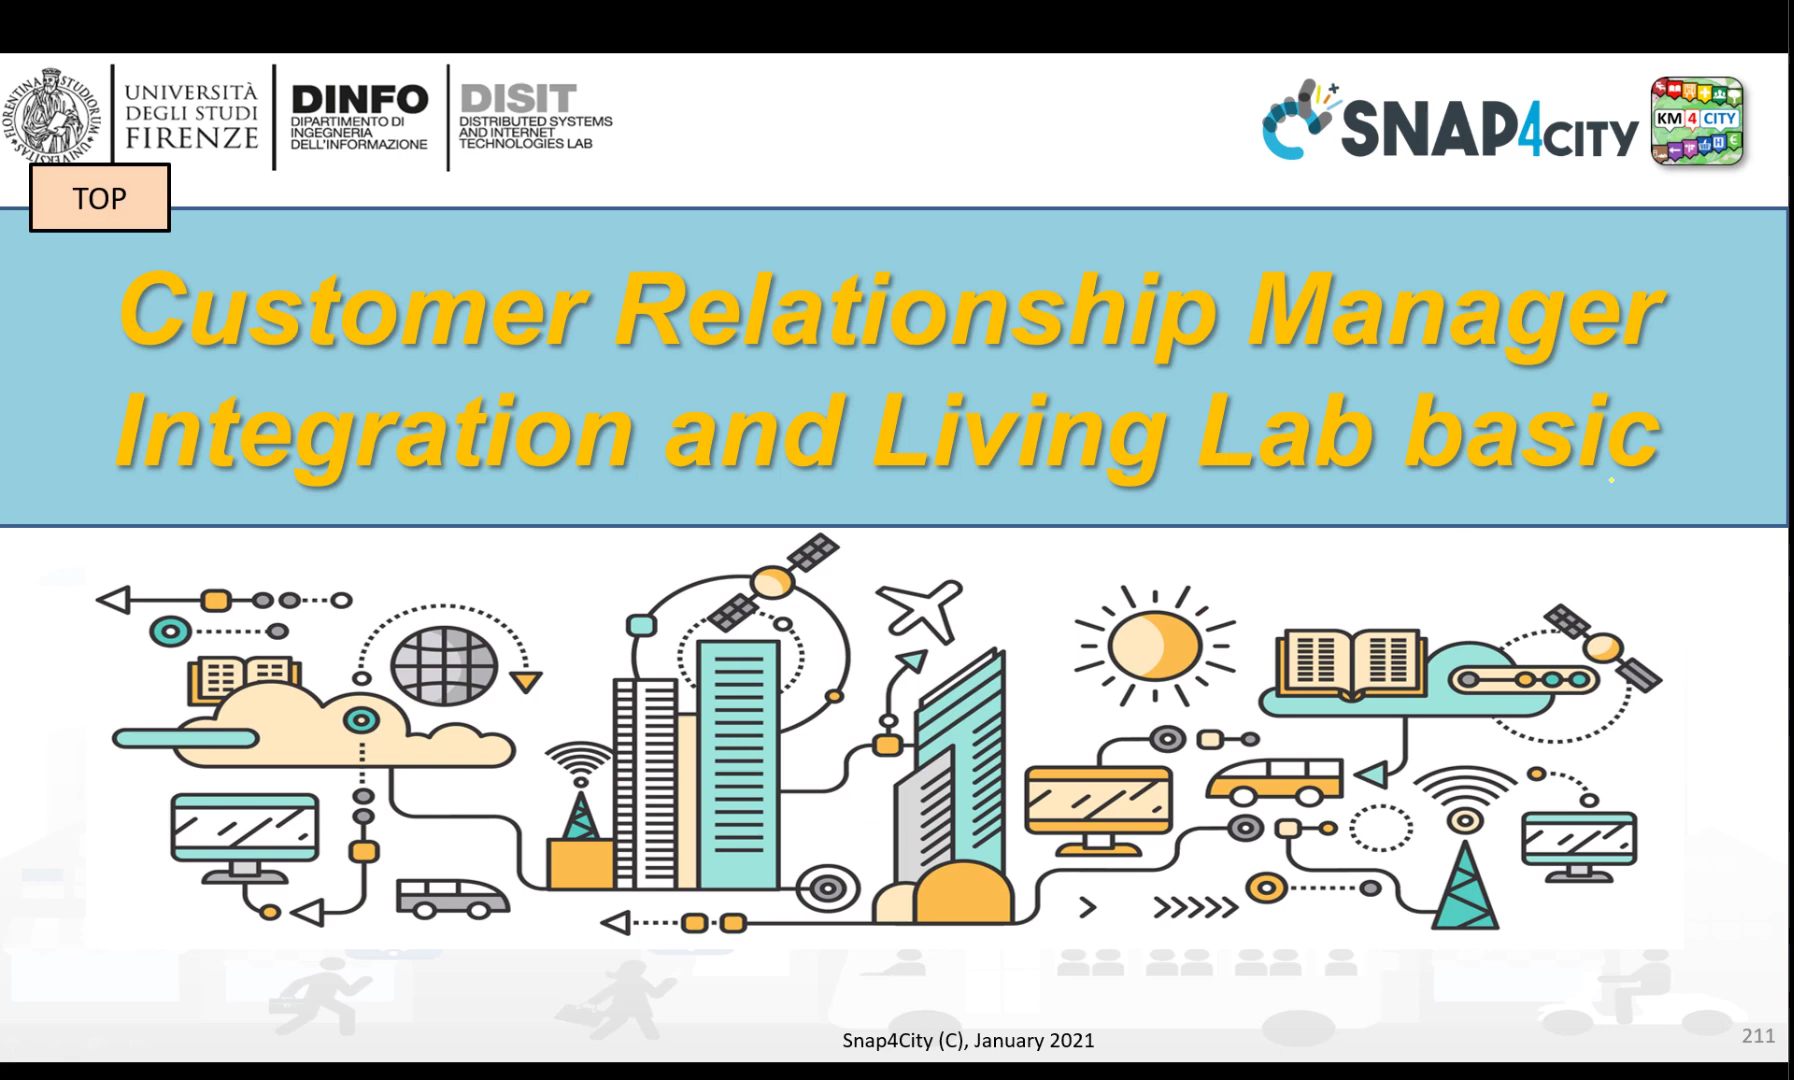 UNIVERSITÀ
DEGLI STUDI
FIRENZE
DINFO
DIPARTIMENTO DI
INGEGNERIA
DELL'INFORMAZIONE
DISIT
DISTRIBUTED SYSTEMS
AND INTERNET
TECHNOLOGIES LAB
SNAP4CITY
KM 4 CITY
TOP
Customer Relationship Manager
Integration and Living Lab basic
Snap4City (C), January 2021
211